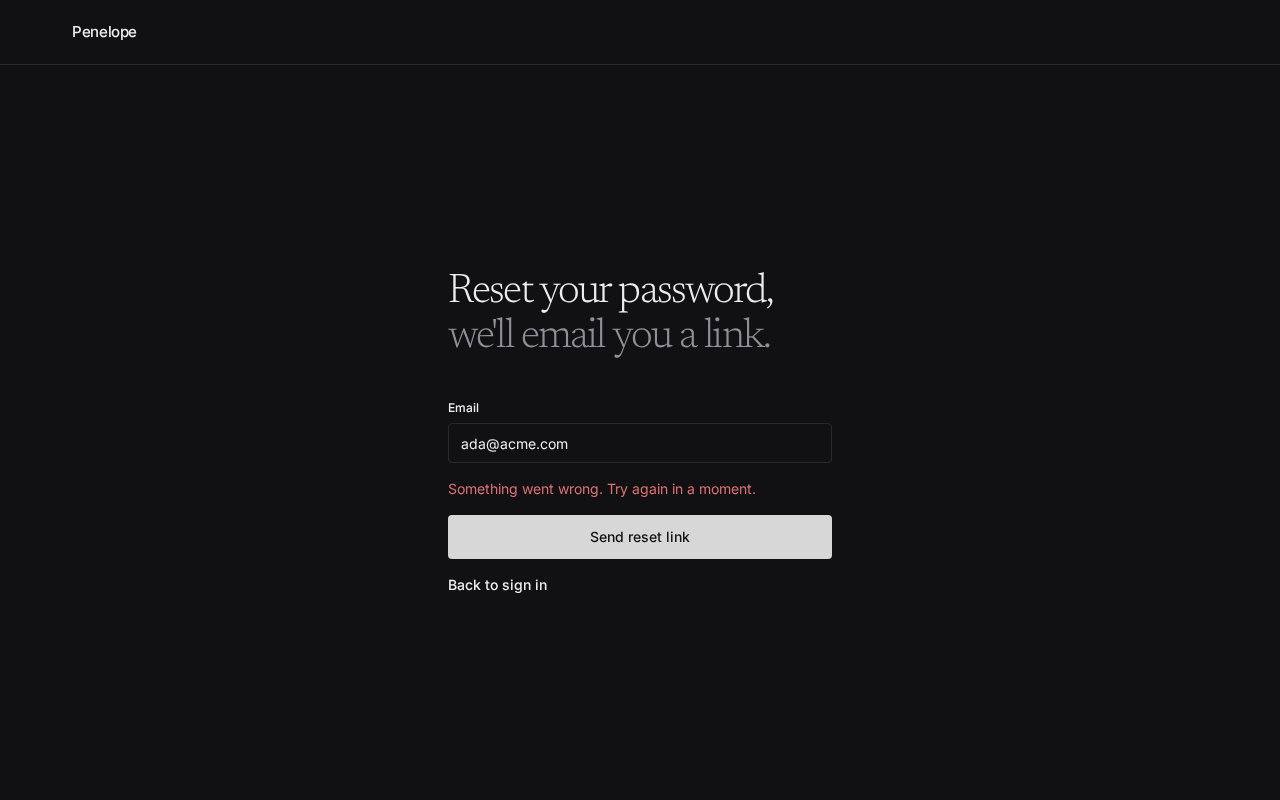 Penelope
Reset your password,
we'll email you a link.
Email
ada@acme.com
Something went wrong. Try again in a moment.
Send reset link
Back to sign in